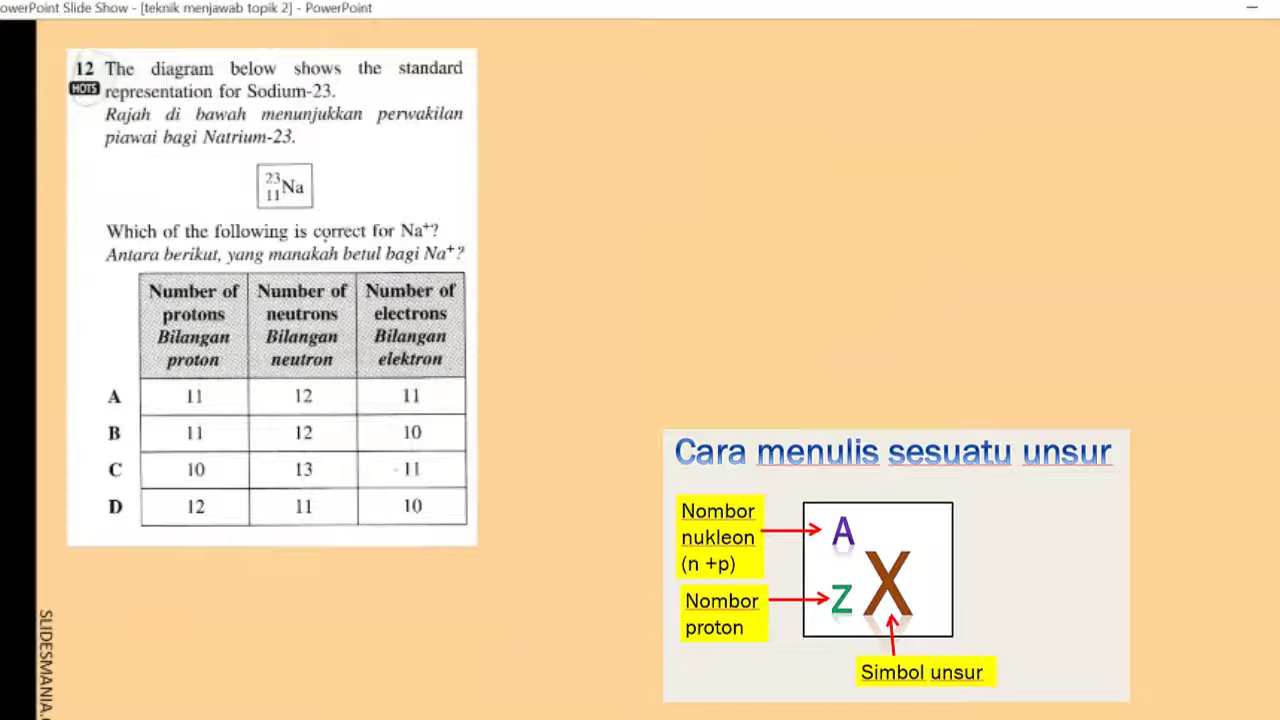 owerPoint Slide Show - [teknik menjawab topik 2] - PowerPoint
12 The diagram below shows the standard
HOTS representation for Sodium-23.
Rajah di bawah menunjukkan perwakilan
piawai bagi Natrium-23.
23
11 Na
Which of the following is correct for Na⁺?
Antara berikut, yang manakah betul bagi Na⁺?
Number of Number of Number of
protons neutrons electrons
Bilangan Bilangan Bilangan
proton neutron elektron
A 11 12 11
B 11 12 10
C 10 13 11
D 12 11 10
Cara menulis sesuatu unsur
Nombor
nukleon
(n +p)
A
Nombor
proton
Z
X
Simbol unsur
SLIDESMANIA.